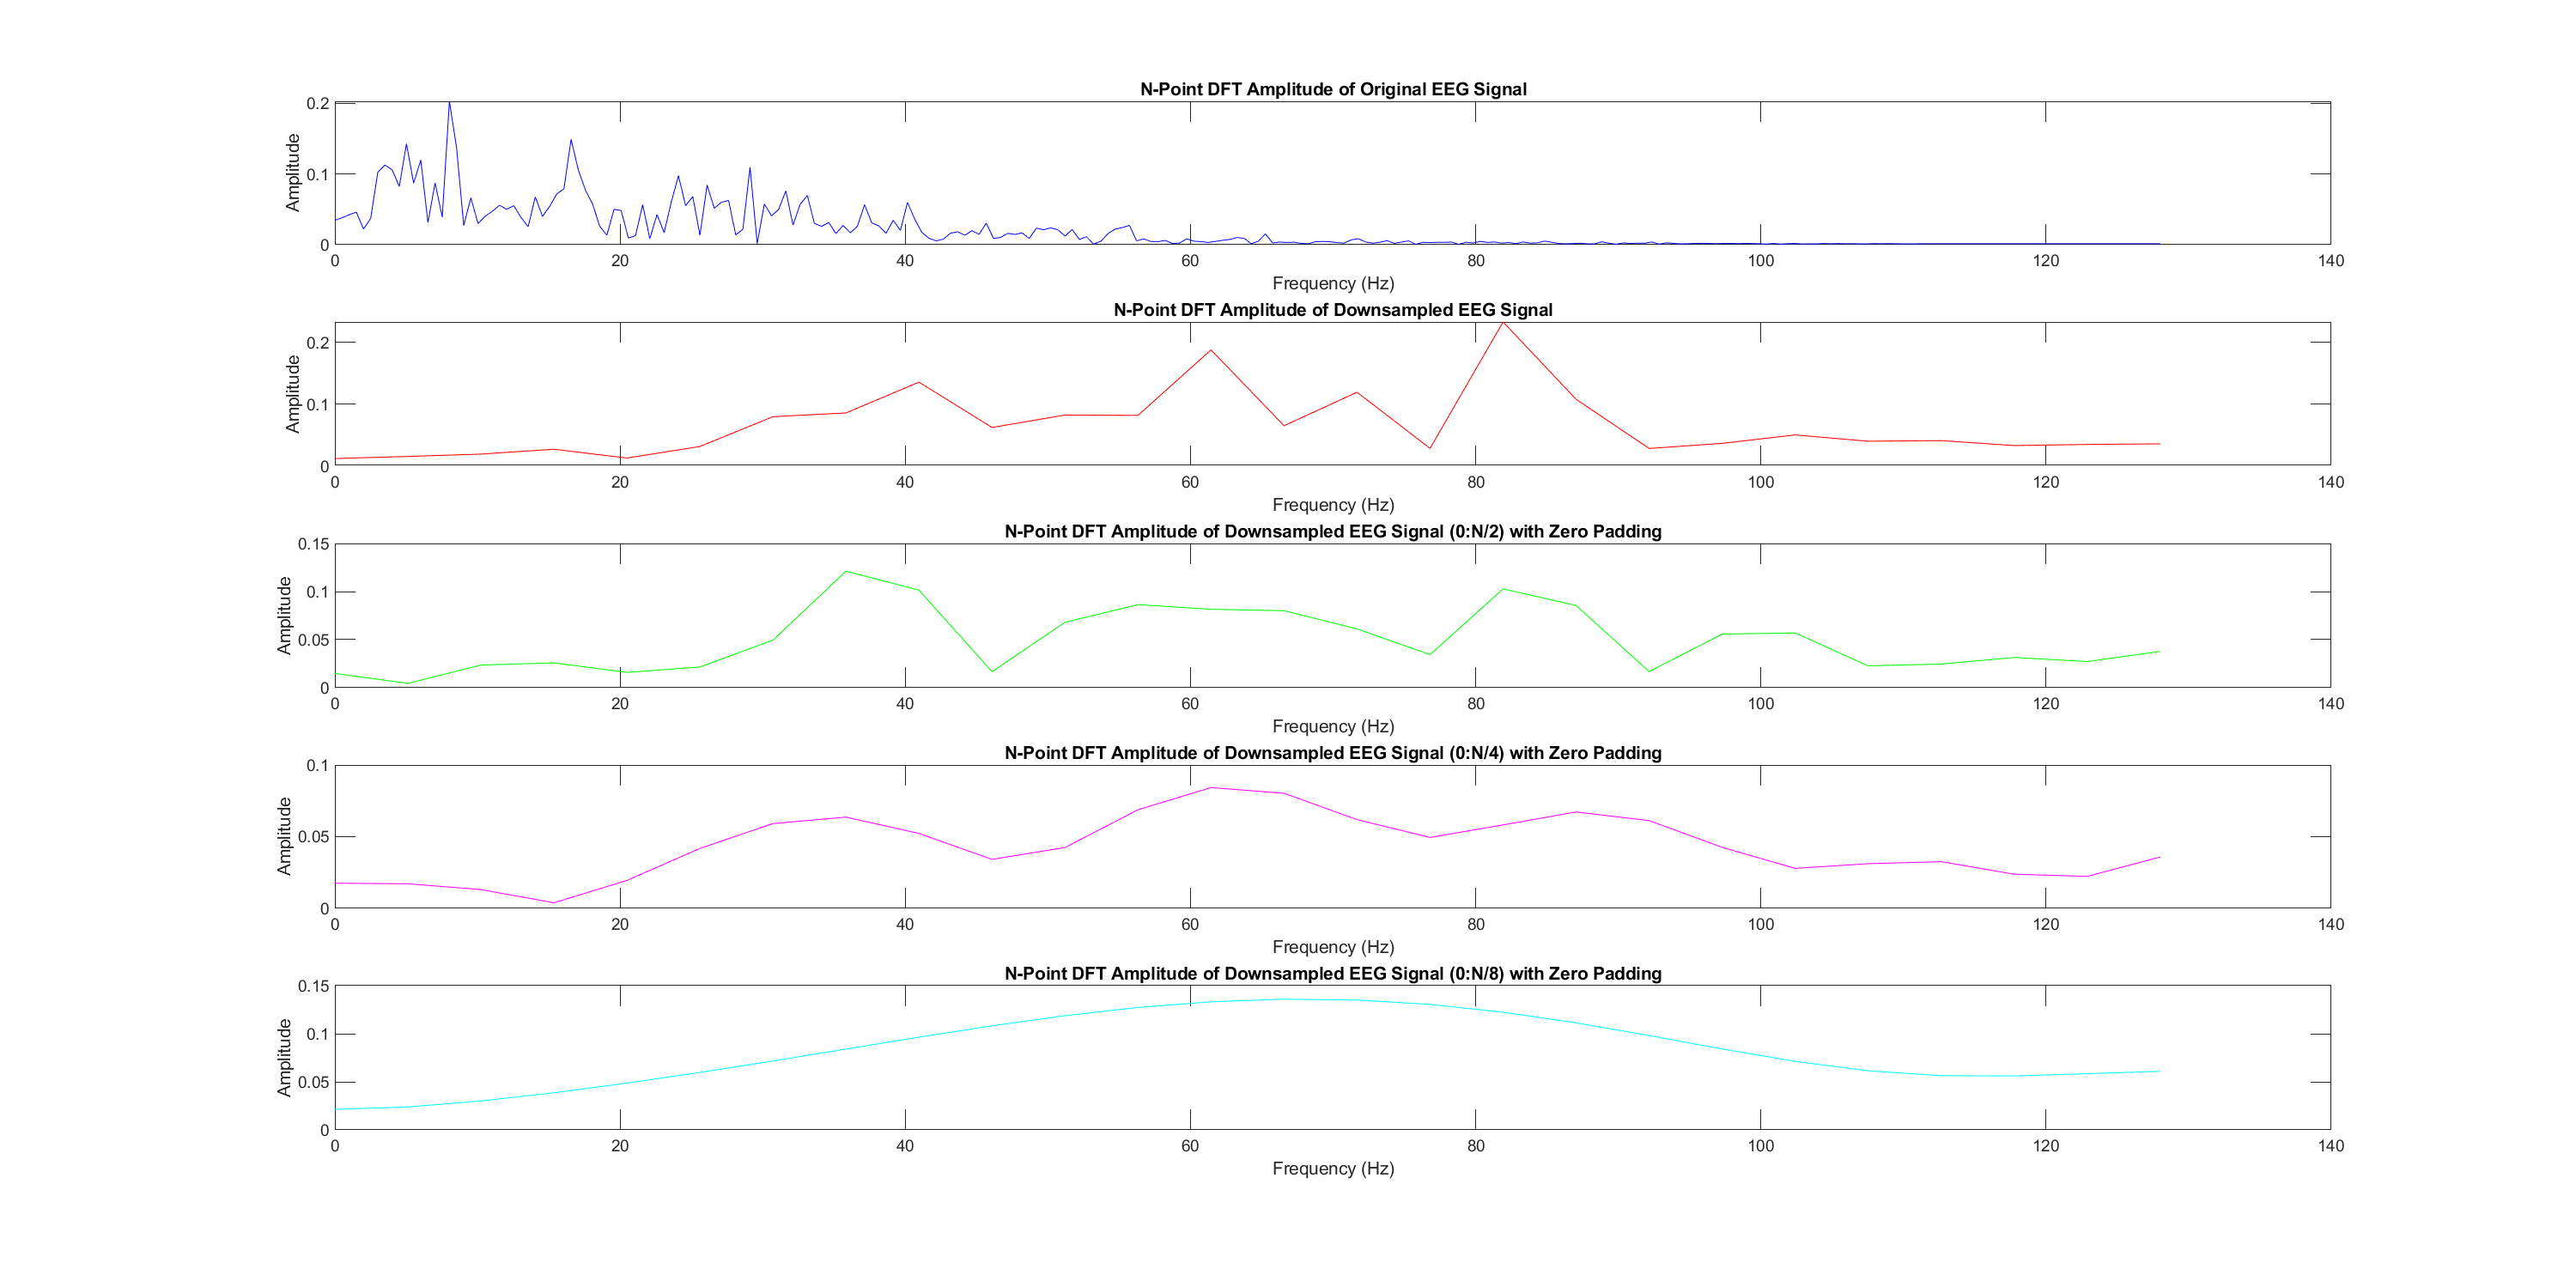 N-Point DFT Amplitude of Original EEG Signal
0.2
0.1
0
Amplitude
0 20 40 60 80 100 120 140
Frequency (Hz)
N-Point DFT Amplitude of Downsampled EEG Signal
0.2
0.1
0
Amplitude
0 20 40 60 80 100 120 140
Frequency (Hz)
N-Point DFT Amplitude of Downsampled EEG Signal (0:N/2) with Zero Padding
0.15
0.1
0.05
0
Amplitude
0 20 40 60 80 100 120 140
Frequency (Hz)
N-Point DFT Amplitude of Downsampled EEG Signal (0:N/4) with Zero Padding
0.1
0.05
0
Amplitude
0 20 40 60 80 100 120 140
Frequency (Hz)
N-Point DFT Amplitude of Downsampled EEG Signal (0:N/8) with Zero Padding
0.15
0.1
0.05
0
Amplitude
0 20 40 60 80 100 120 140
Frequency (Hz)